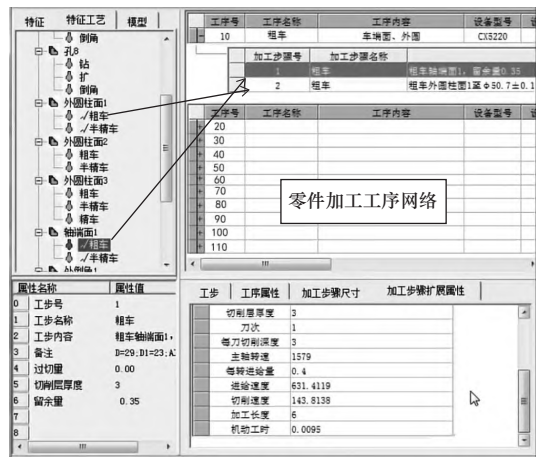 特征 特征工艺 模型
倒角
孔8
钻
扩
倒角
外圆柱面1
√粗车
√半精车
外圆柱面2
粗车
半精车
外圆柱面3
粗车
半精车
精车
轴端面1
√粗车
√半精车
外倒角1
工序号 工序名称 工序内容 设备型号
10 粗车 车端面、外圆 CX5220
加工步骤号 加工步骤名称
1 粗车 粗车轴端面1, 留余量0.35
2 粗车 粗车外圆柱面1至Φ50.7±0.1
工序号 工序名称 工序内容 设备型号
20
30
40
50
60
70
80
90
100
110
零件加工工序网络
属性名称 属性值
0 工步号 1
1 工步名称 粗车
2 工步内容 粗车轴端面1,
3 备注 D=29;D1=23;
4 过切量 0.00
5 切削层厚度 3
6 留余量 0.35
7
8
工步 工序属性 加工步骤尺寸 加工步骤扩展属性
切削层厚度 3
刀次 1
每刀切削深度 3
主轴转速 1579
每转进给量 0.4
进给速度 631.4119
切削速度 143.8138
加工长度 6
机动工时 0.0095